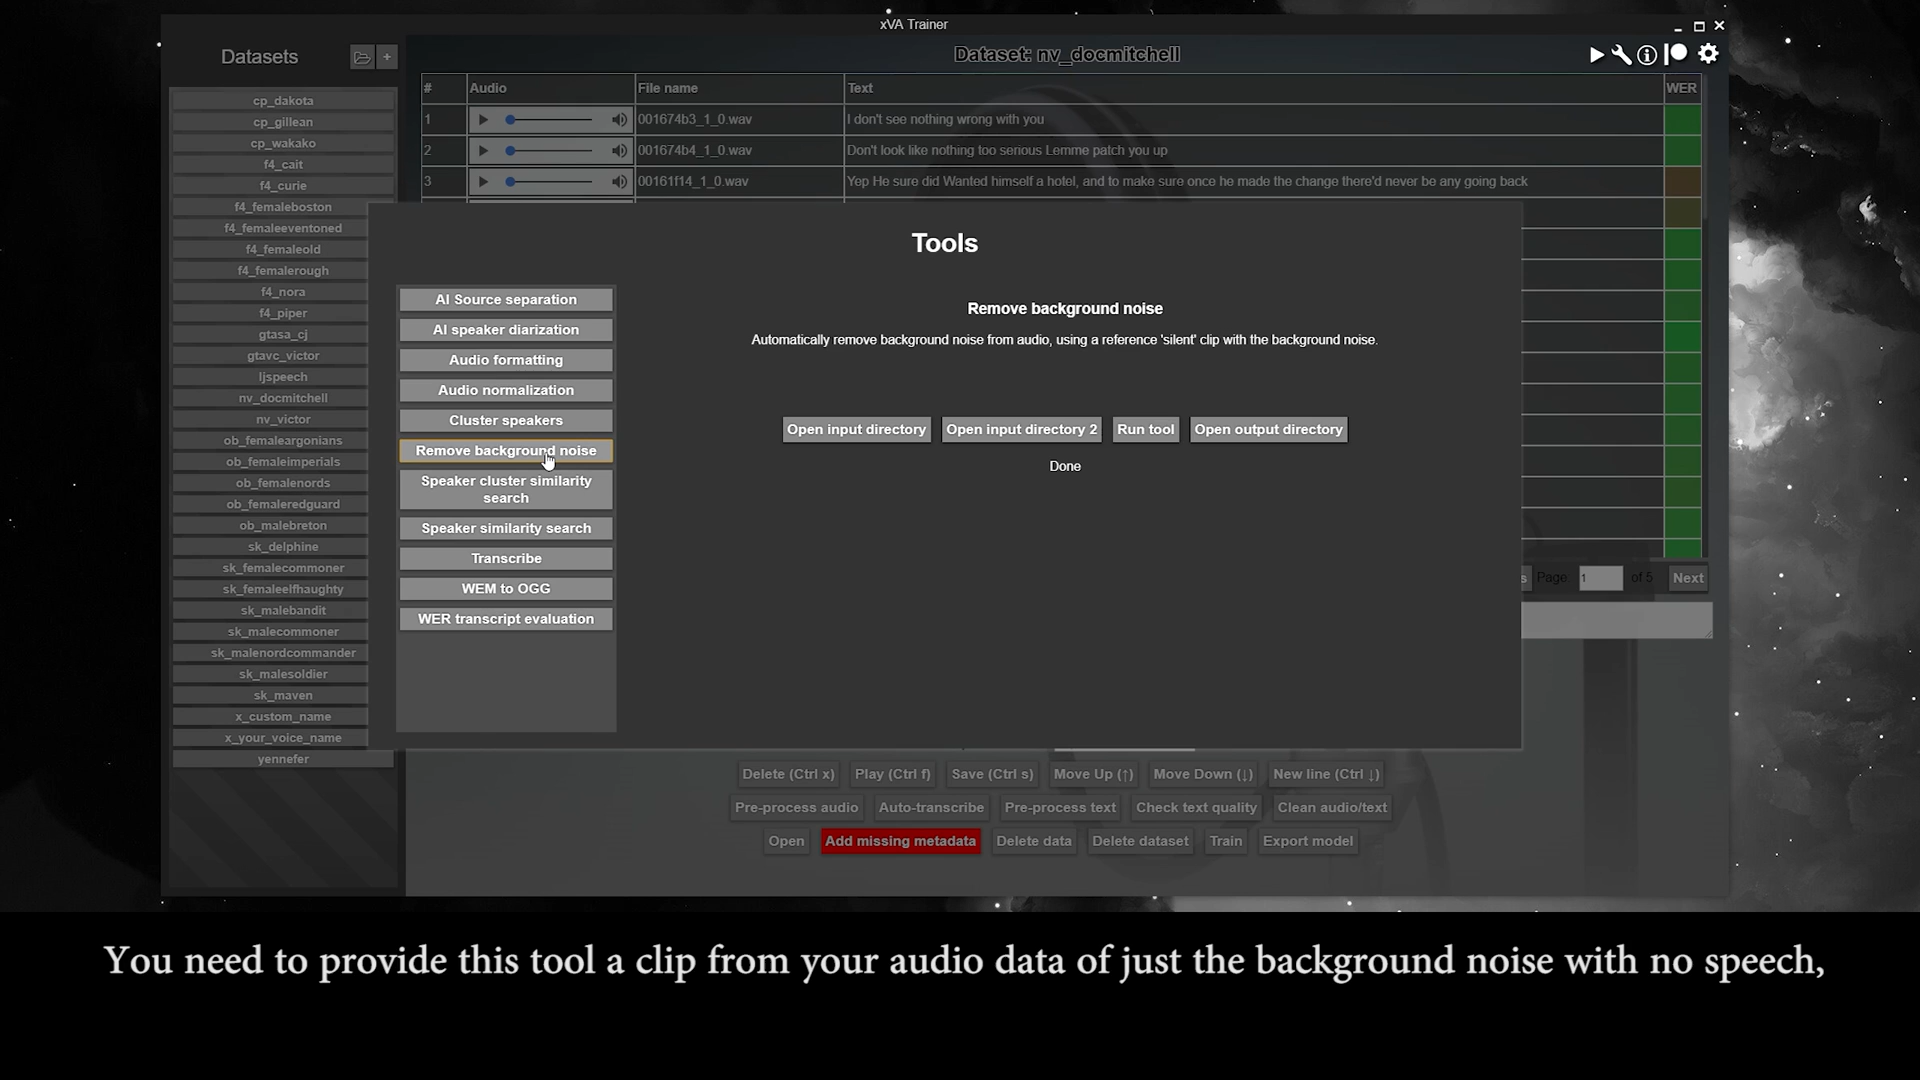 xVA Trainer
Datasets
+
cp_dakota
cp_gillean
cp_wakako
f4_cait
f4_curie
f4_femaleboston
f4_femaleeventoned
f4_femaleold
f4_femalerough
f4_nora
f4_piper
gtasa_cj
gtavc_victor
ljspeech
nv_docmitchell
nv_victor
ob_femaleargonians
ob_femaleimperials
ob_femalenords
ob_femaleredguard
ob_malebreton
sk_delphine
sk_femalecommoner
sk_femaleelfhaughty
sk_malebandit
sk_malecommoner
sk_malenordcommander
sk_malesoldier
sk_maven
x_custom_name
x_your_voice_name
yennefer
Dataset: nv_docmitchell
# Audio File name Text WER
1 001674b3_1_0.wav I don't see nothing wrong with you
2 001674b4_1_0.wav Don't look like nothing too serious Lemme patch you up
3 00161f14_1_0.wav Yep He sure did Wanted himself a hotel, and to make sure once he made the change there'd never be any going back
Tools
AI Source separation
AI speaker diarization
Audio formatting
Audio normalization
Cluster speakers
Remove background noise
Speaker cluster similarity
search
Speaker similarity search
Transcribe
WEM to OGG
WER transcript evaluation
Remove background noise
Automatically remove background noise from audio, using a reference 'silent' clip with the background noise.
Open input directory Open input directory 2 Run tool Open output directory
Done
s Page: 1 of 5 Next
Delete (Ctrl x) Play (Ctrl f) Save (Ctrl s) Move Up (↑) Move Down (↓) New line (Ctrl ↓)
Pre-process audio Auto-transcribe Pre-process text Check text quality Clean audio/text
Open Add missing metadata Delete data Delete dataset Train Export model
You need to provide this tool a clip from your audio data of just the background noise with no speech,